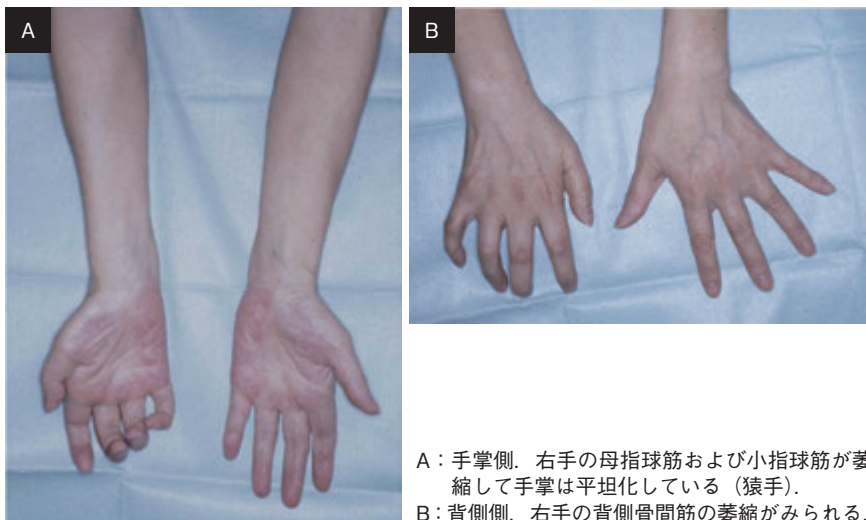 A
B
A：手掌側．右手の母指球筋および小指球筋が萎
縮して手掌は平坦化している（猿手）．
B：背側側．右手の背側骨間筋の萎縮がみられる．